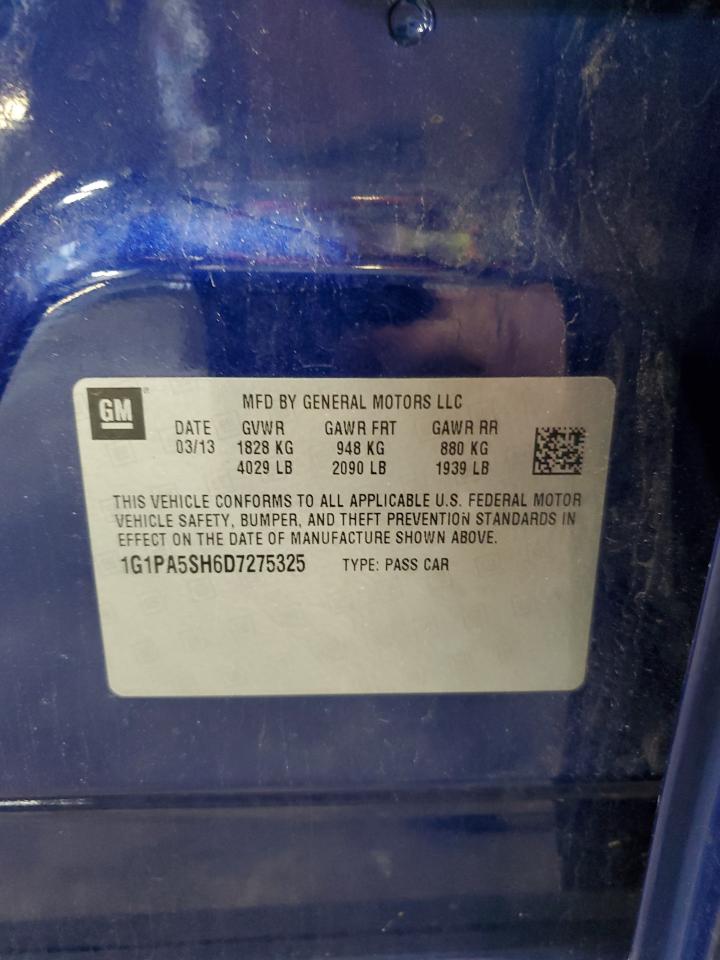 GM
MFD BY GENERAL MOTORS LLC
DATE GVWR GAWR FRT GAWR RR
03/13 1828 KG 948 KG 880 KG
4029 LB 2090 LB 1939 LB
THIS VEHICLE CONFORMS TO ALL APPLICABLE U.S. FEDERAL MOTOR
VEHICLE SAFETY, BUMPER, AND THEFT PREVENTION STANDARDS IN
EFFECT ON THE DATE OF MANUFACTURE SHOWN ABOVE.
1G1PA5SH6D7275325 TYPE: PASS CAR